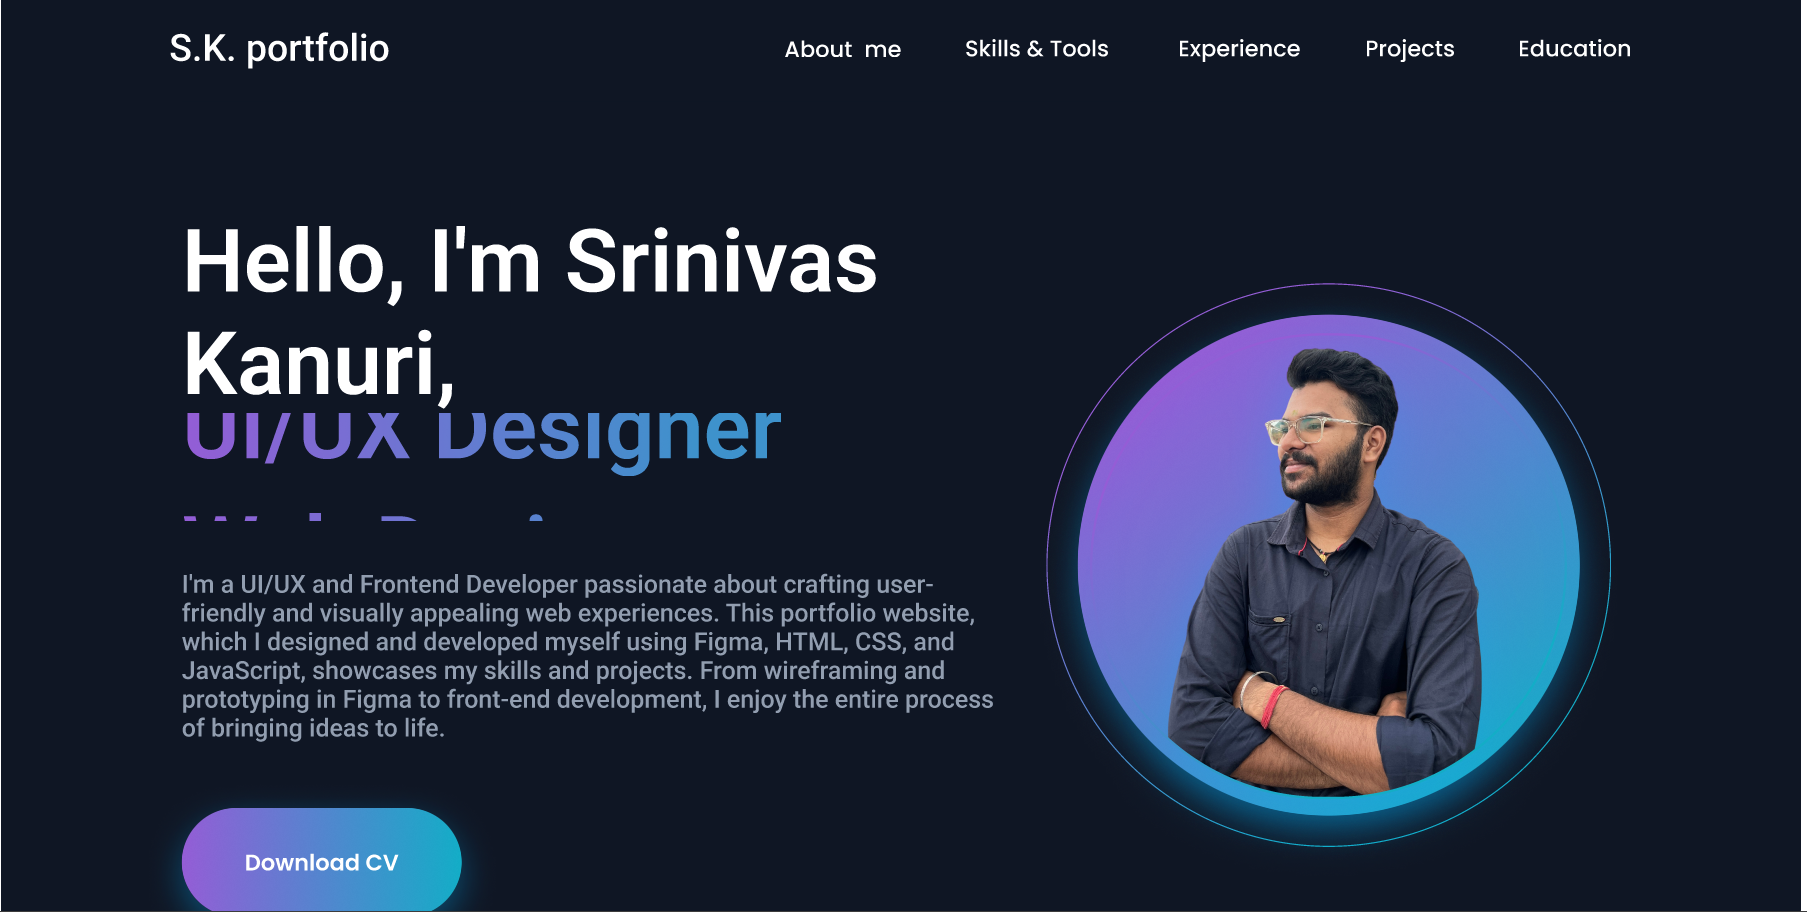 S.K. portfolio
About me
Skills & Tools
Experience
Projects
Education
Hello, I'm Srinivas
Kanuri,
UI/UX Designer
I'm a UI/UX and Frontend Developer passionate about crafting user-
friendly and visually appealing web experiences. This portfolio website,
which I designed and developed myself using Figma, HTML, CSS, and
JavaScript, showcases my skills and projects. From wireframing and
prototyping in Figma to front-end development, I enjoy the entire process
of bringing ideas to life.
Download CV